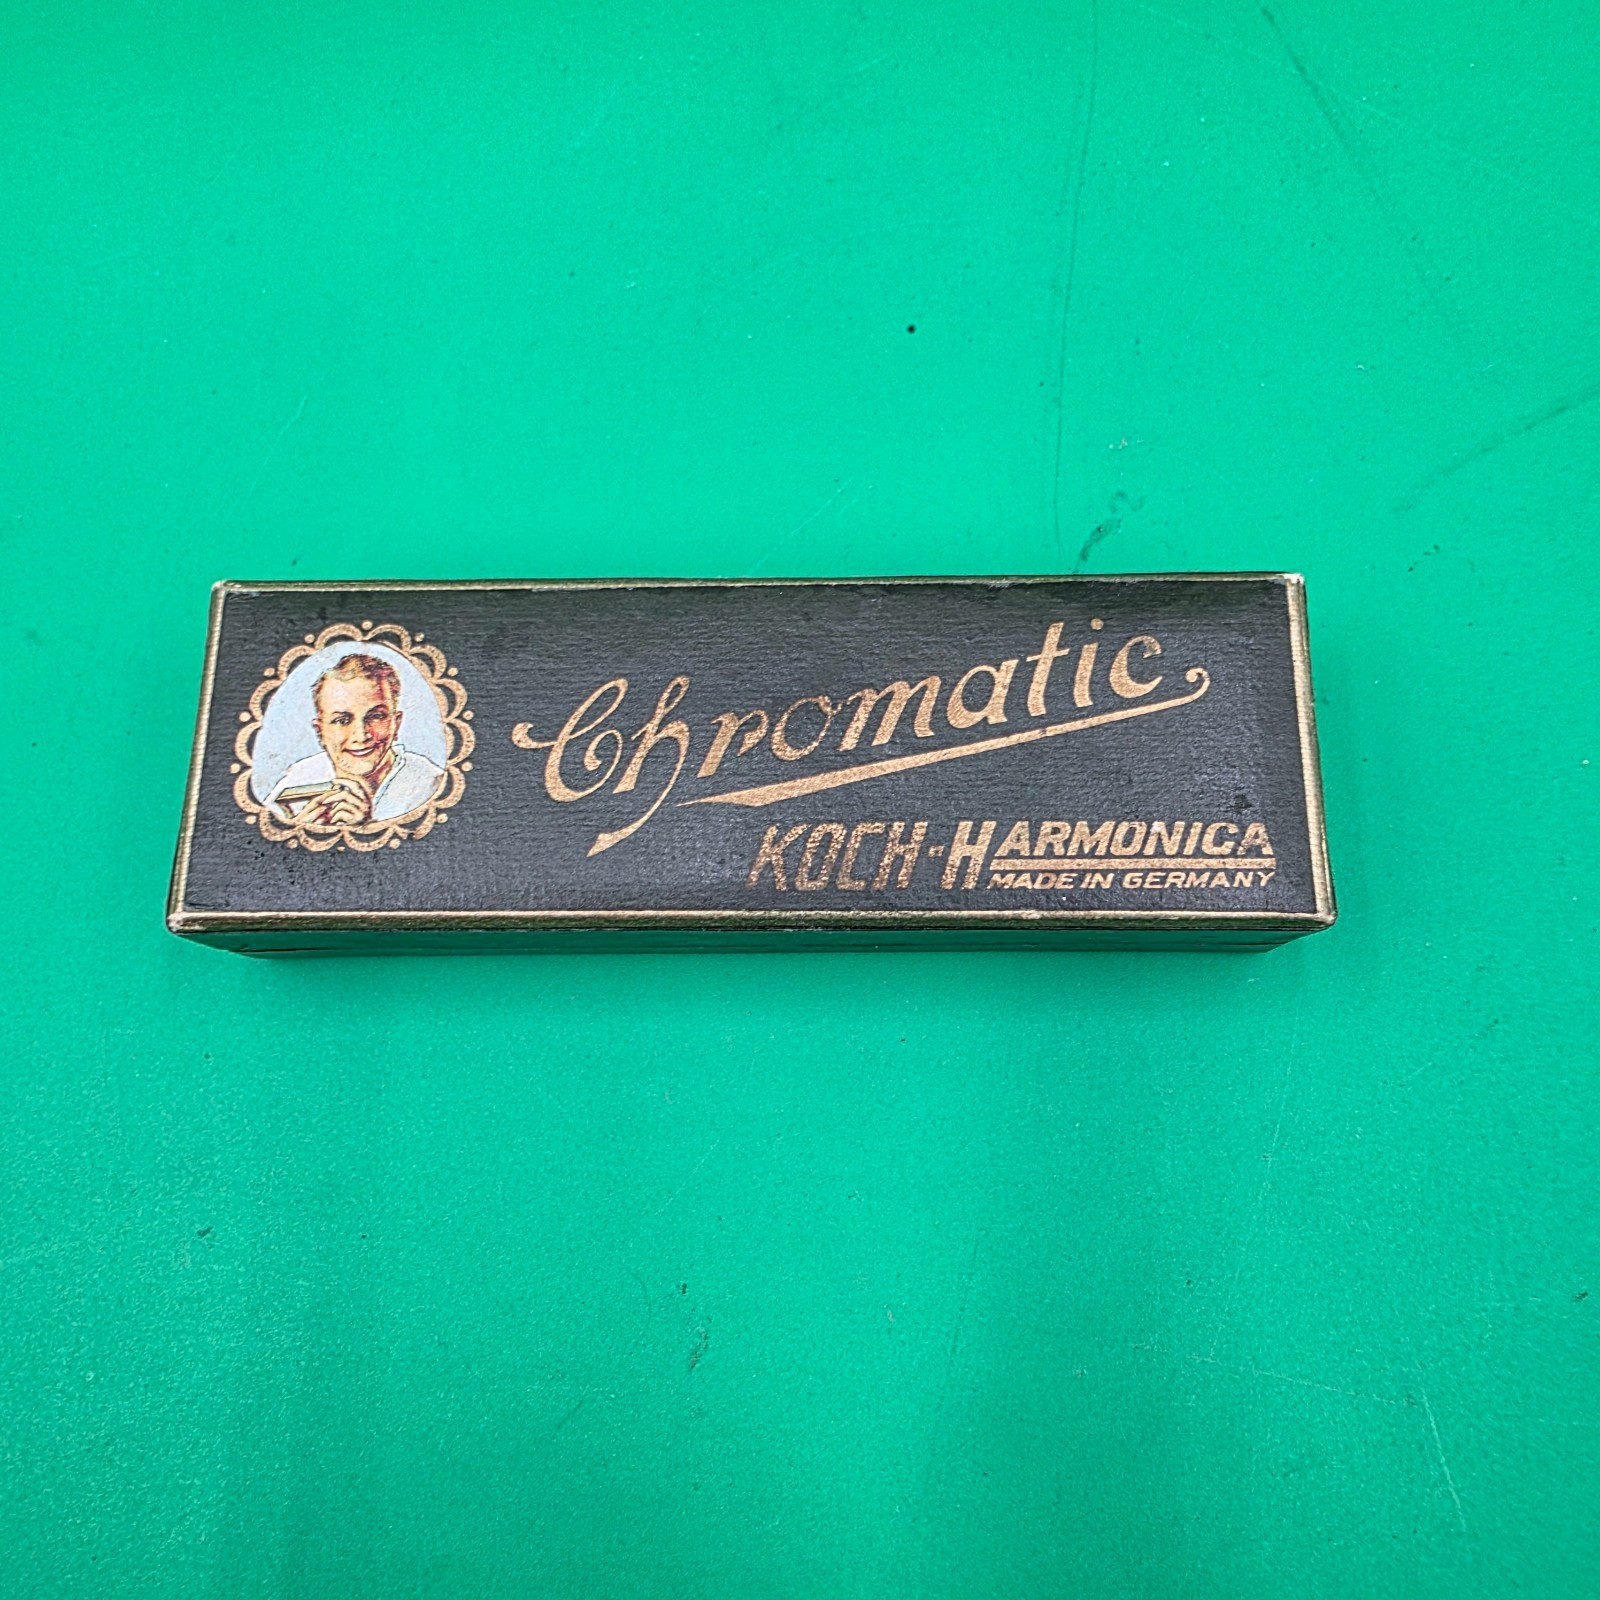 Chromatic
KOCH-HARMONICA
MADE IN GERMANY